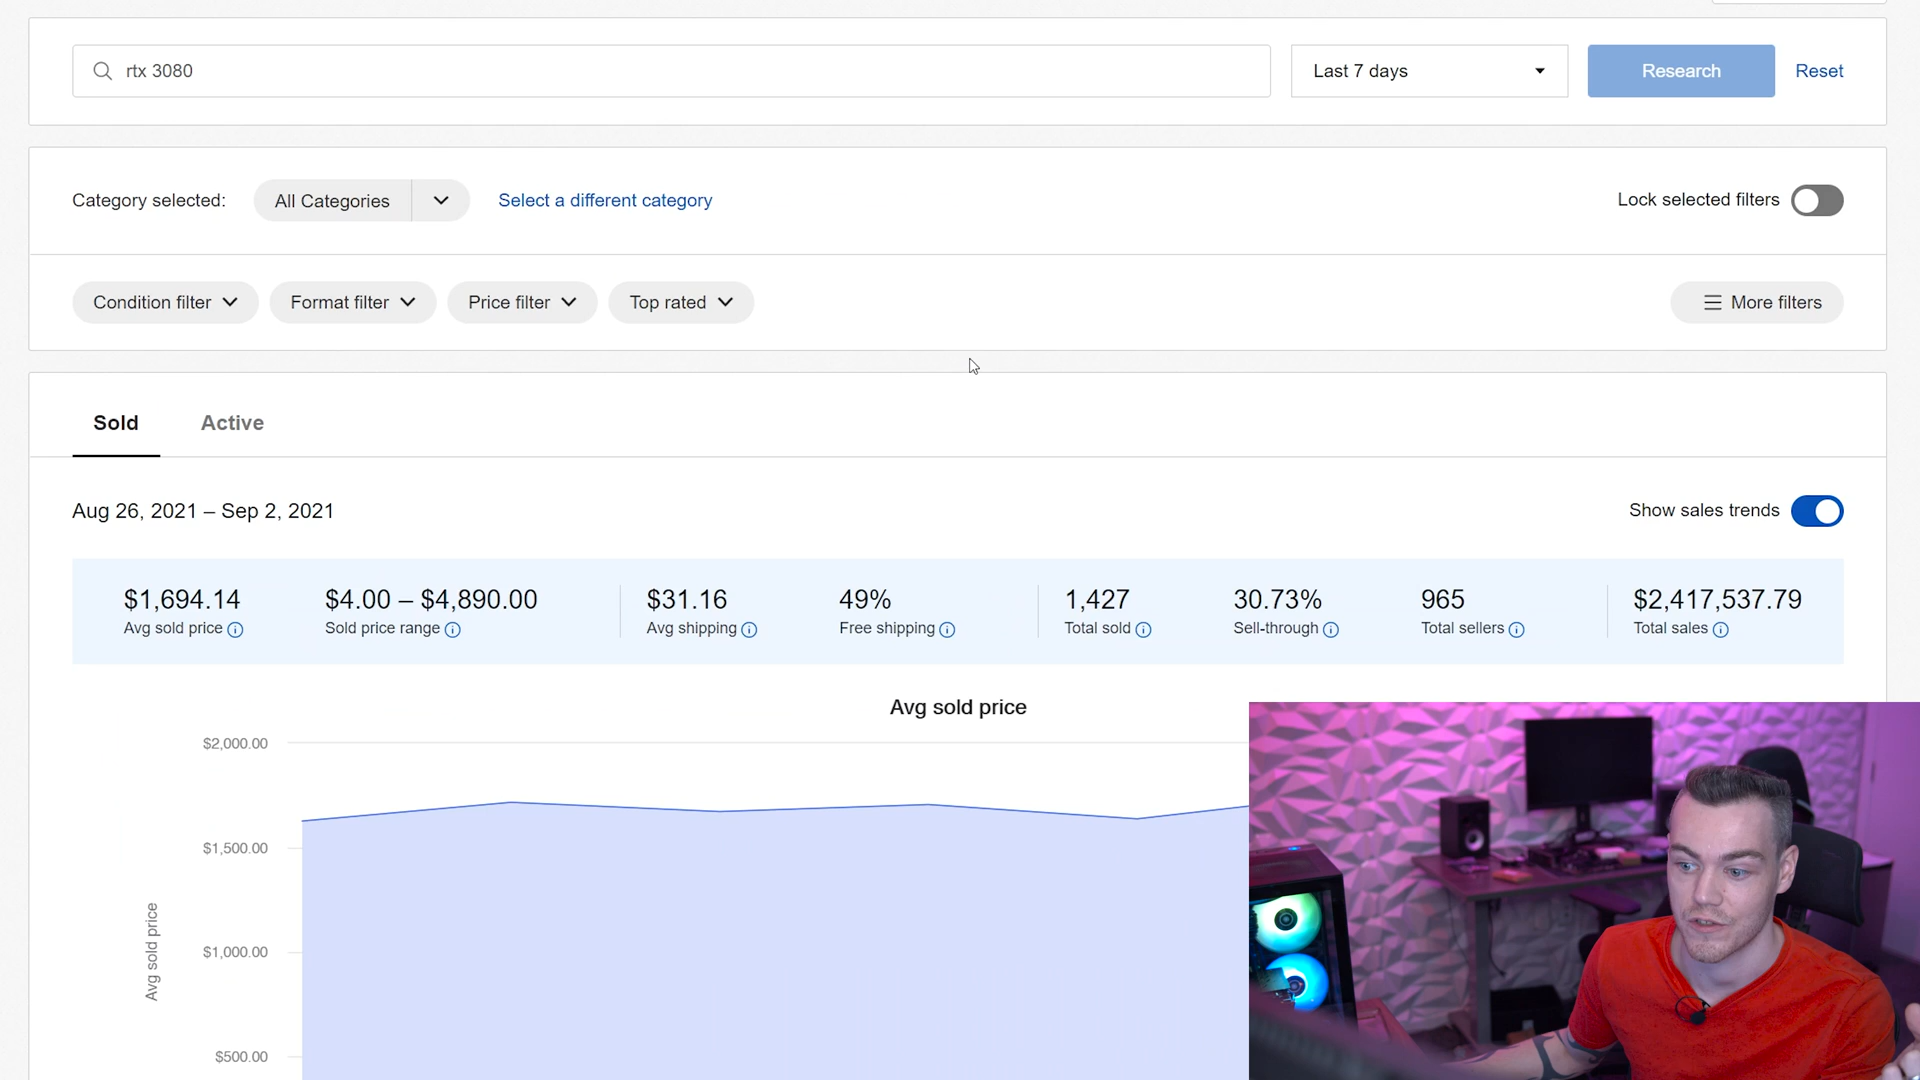 rtx 3080
Last 7 days
Research
Reset
Category selected:
All Categories
Select a different category
Lock selected filters
Condition filter
Format filter
Price filter
Top rated
More filters
Sold
Active
Aug 26, 2021 – Sep 2, 2021
Show sales trends
$1,694.14
Avg sold price
$4.00 – $4,890.00
Sold price range
$31.16
Avg shipping
49%
Free shipping
1,427
Total sold
30.73%
Sell-through
965
Total sellers
$2,417,537.79
Total sales
Avg sold price
$2,000.00
$1,500.00
$1,000.00
$500.00
Avg sold price